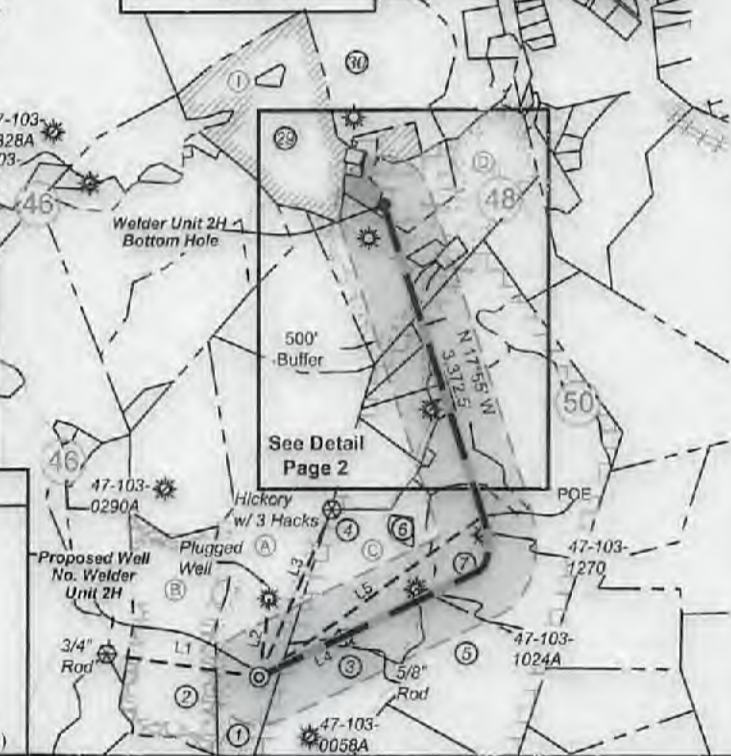 30
I
47-103-
29
D
46
48
Welder Unit 2H
Bottom Hole
500'
Buffer
N 17°55' W
3,372.5'
50
See Detail
Page 2
46
47-103-
0290A
Hickory
w/ 3 Hacks
POE
4
6
A
C
Plugged
Well
Proposed Well
No. Welder
Unit 2H
47-103-
1270
B
L3
7
L5
L2
3/4"
Rod
L1
L4
47-103-
1024A
5
3
5/8"
Rod
2
1
47-103-
0058A